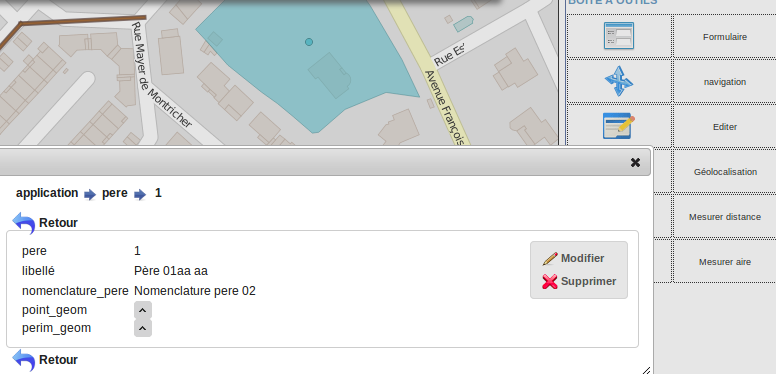 BOITE A OUTILS
Rue Mayer de Montricher
Rue Es
Avenue François
Formulaire
navigation
Editer
Géolocalisation
Mesurer distance
Mesurer aire
application pere 1
Retour
pere 1
libellé Père 01aa aa
nomenclature_pere Nomenclature pere 02
point_geom
perim_geom
Modifier
Supprimer
Retour